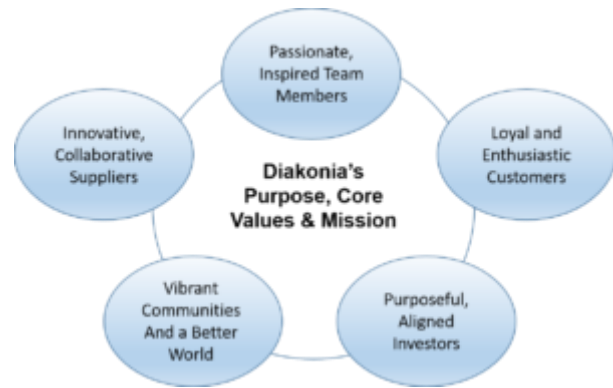 Passionate,
Inspired Team
Members
Innovative,
Collaborative
Suppliers
Loyal and
Enthusiastic
Customers
Diakonia's
Purpose, Core
Values & Mission
Vibrant
Communities
And a Better
World
Purposeful,
Aligned
Investors